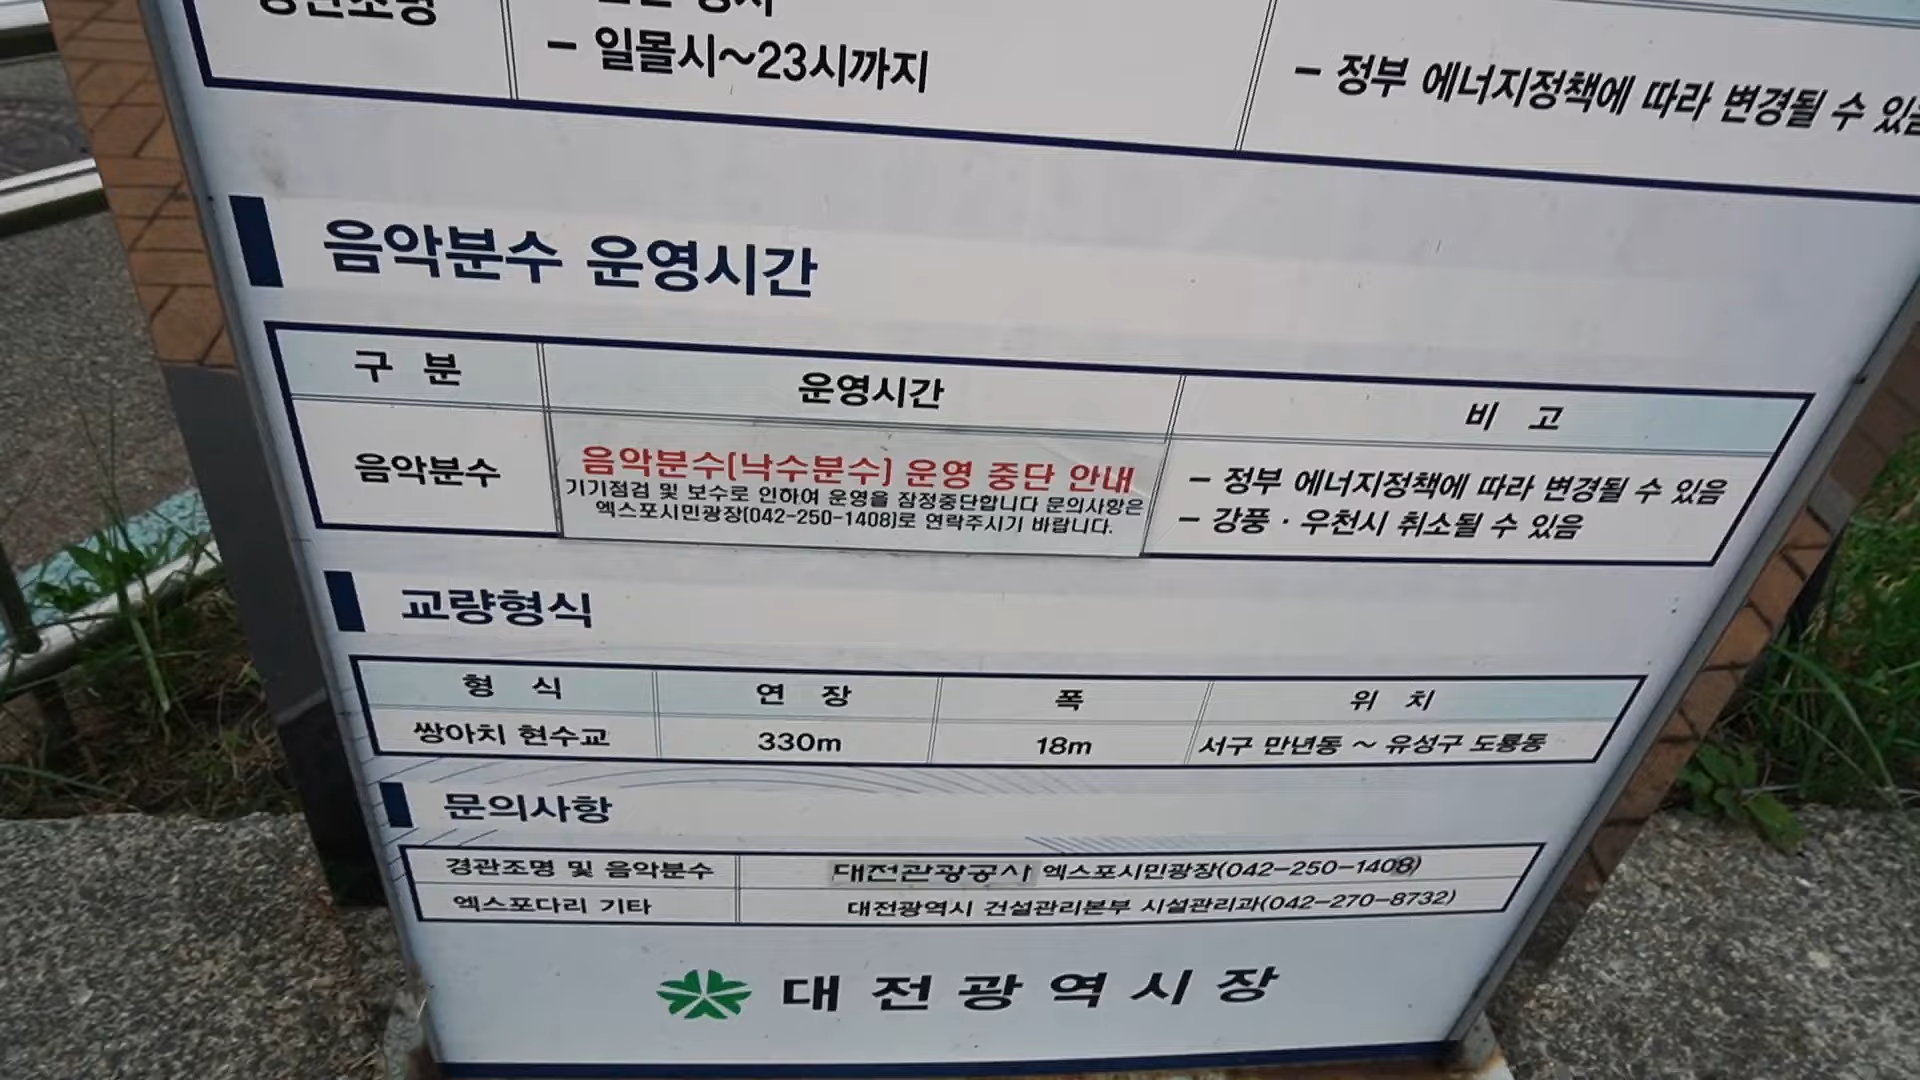 경관조명
- 일몰시~23시까지
- 정부 에너지정책에 따라 변경될 수 있음
음악분수 운영시간
구 분 운영시간 비 고
음악분수
음악분수(낙수분수) 운영 중단 안내
기기점검 및 보수로 인하여 운영을 잠정중단합니다 문의사항은
엑스포시민광장(042-250-1408)로 연락주시기 바랍니다.
- 정부 에너지정책에 따라 변경될 수 있음
- 강풍 · 우천시 취소될 수 있음
교량형식
형 식 연 장 폭 위 치
쌍아치 현수교 330m 18m 서구 만년동 ~ 유성구 도룡동
문의사항
경관조명 및 음악분수 대전관광공사 엑스포시민광장(042-250-1408)
엑스포다리 기타 대전광역시 건설관리본부 시설관리과(042-270-8732)
대전광역시장